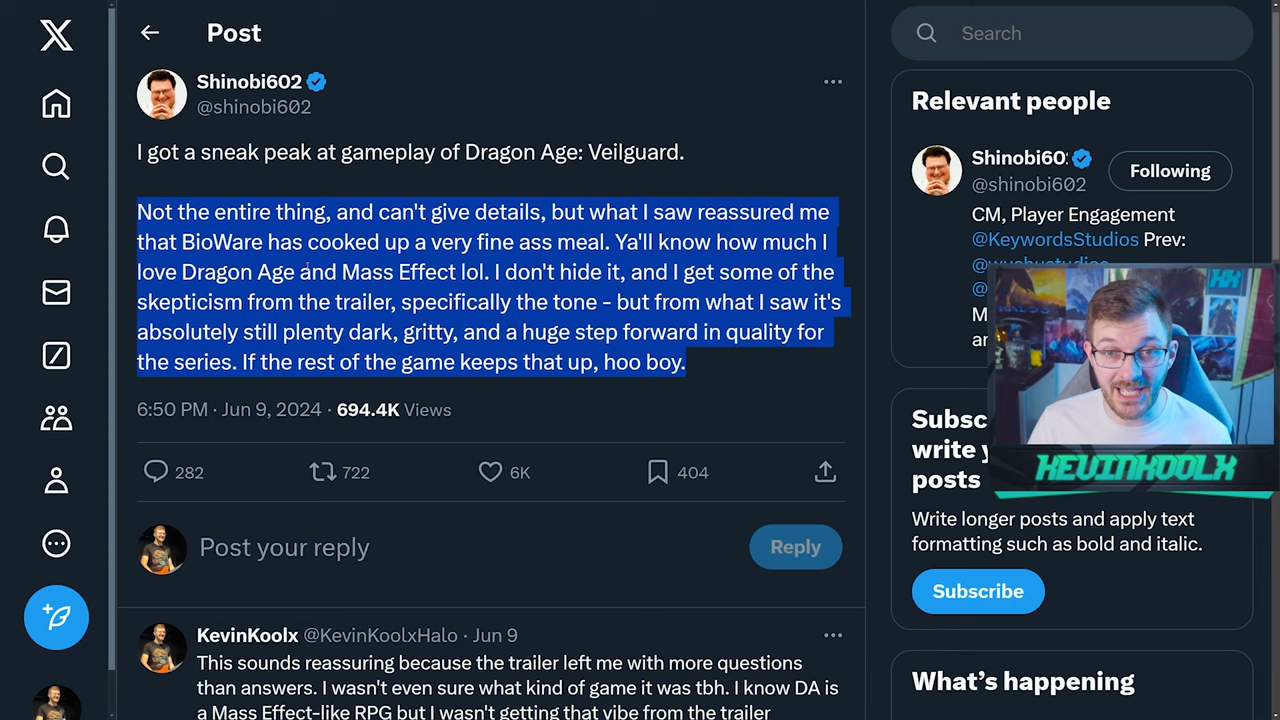 Post
Search
Shinobi602
@shinobi602
I got a sneak peak at gameplay of Dragon Age: Veilguard.
Not the entire thing, and can't give details, but what I saw reassured me
that BioWare has cooked up a very fine ass meal. Ya'll know how much I
love Dragon Age and Mass Effect lol. I don't hide it, and I get some of the
skepticism from the trailer, specifically the tone - but from what I saw it's
absolutely still plenty dark, gritty, and a huge step forward in quality for
the series. If the rest of the game keeps that up, hoo boy.
6:50 PM · Jun 9, 2024 · 694.4K Views
282 722 6K 404
Post your reply
Reply
KevinKoolx @KevinKoolxHalo · Jun 9
This sounds reassuring because the trailer left me with more questions
than answers. I wasn't even sure what kind of game it was tbh. I know DA is
a Mass Effect-like RPG but I wasn't getting that vibe from the trailer
Relevant people
Shinobi60
@shinobi602
Following
CM, Player Engagement
@KeywordsStudios Prev:
KEVINKOOLX
Subsc
write y
posts
Write longer posts and apply text
formatting such as bold and italic.
Subscribe
What's happening